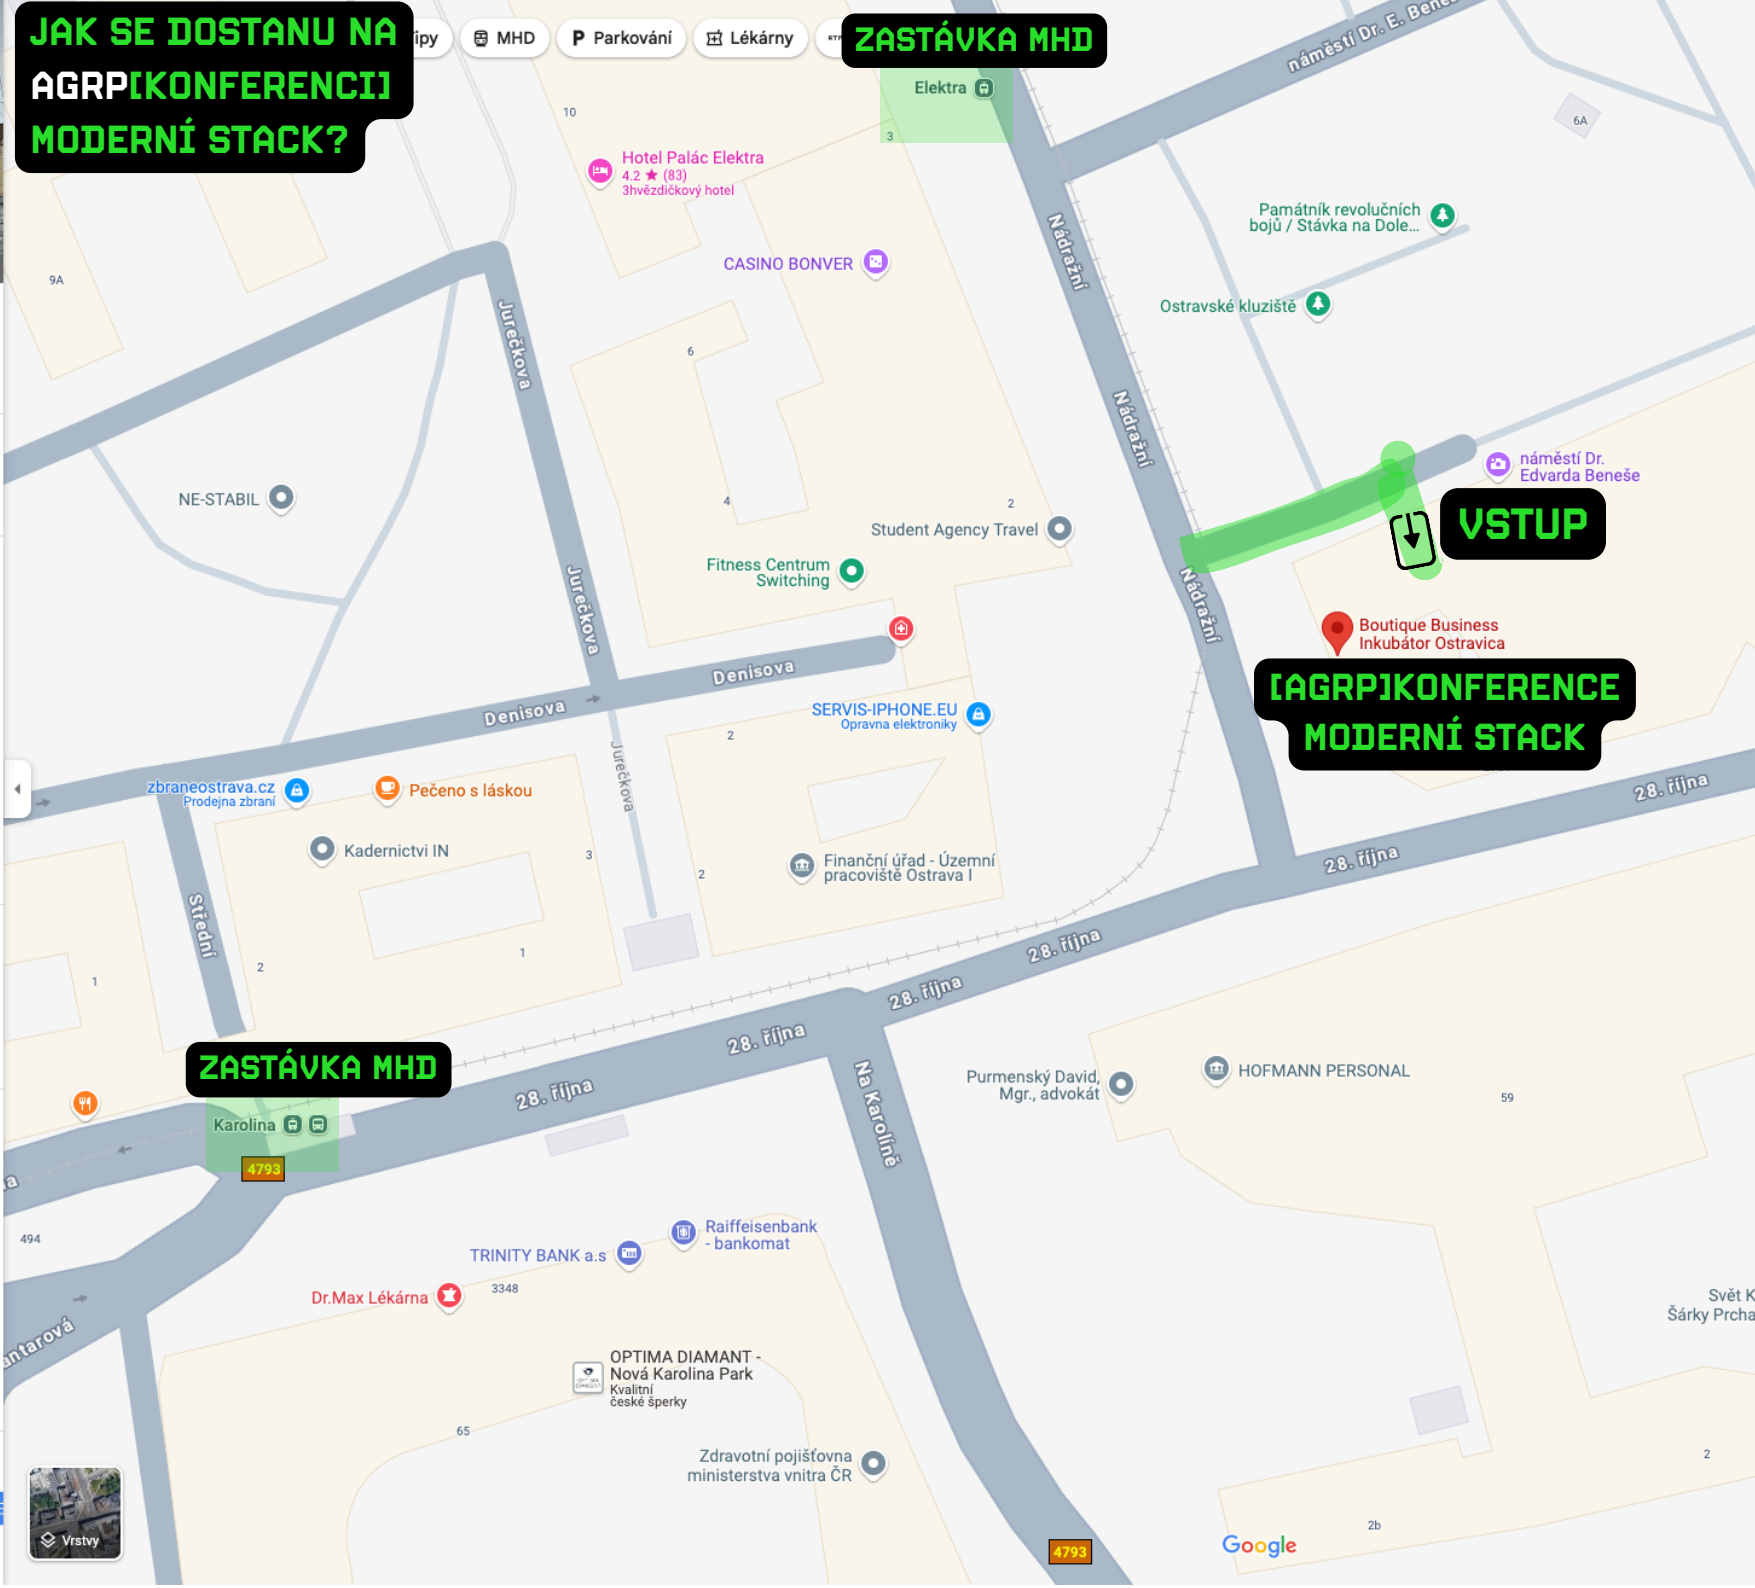 JAK SE DOSTANU NA
AGRP[KONFERENCI]
MODERNÍ STACK?
MHD
Parkování
Lékárny
ZASTÁVKA MHD
Elektra
náměstí Dr. E. Bene
10
3
6A
Hotel Palác Elektra
4.2 ★ (83)
3hvězdičkový hotel
Památník revolučních
bojů / Stávka na Dole...
Nádražní
CASINO BONVER
9A
Ostravské kluziště
Jurečkova
6
Nádražní
náměstí Dr.
Edvarda Beneše
NE-STABIL
4
2
Student Agency Travel
VSTUP
Fitness Centrum
Switching
Jurečkova
Nádražní
Boutique Business
Inkubátor Ostravica
Denisova
[AGRP]KONFERENCE
MODERNÍ STACK
Denisova
SERVIS-IPHONE.EU
Opravna elektroniky
2
Jurečkova
zbraneostrava.cz
Prodejna zbraní
Pečeno s láskou
28. října
Kadernictvi IN
3
2
Finanční úřad - Územní
pracoviště Ostrava I
28. října
Střední
2
1
1
28. října
28. října
28. října
ZASTÁVKA MHD
Na Karolíně
Purmenský David,
Mgr., advokát
HOFMANN PERSONAL
59
28. října
Karolina
4793
na
494
TRINITY BANK a.s
Raiffeisenbank
- bankomat
Dr.Max Lékárna
3348
antarová
Svět K
Šárky Prcha
OPTIMA DIAMANT -
Nová Karolina Park
Kvalitní
české šperky
65
Zdravotní pojišťovna
ministerstva vnitra ČR
2
2b
Vrstvy
4793
Google